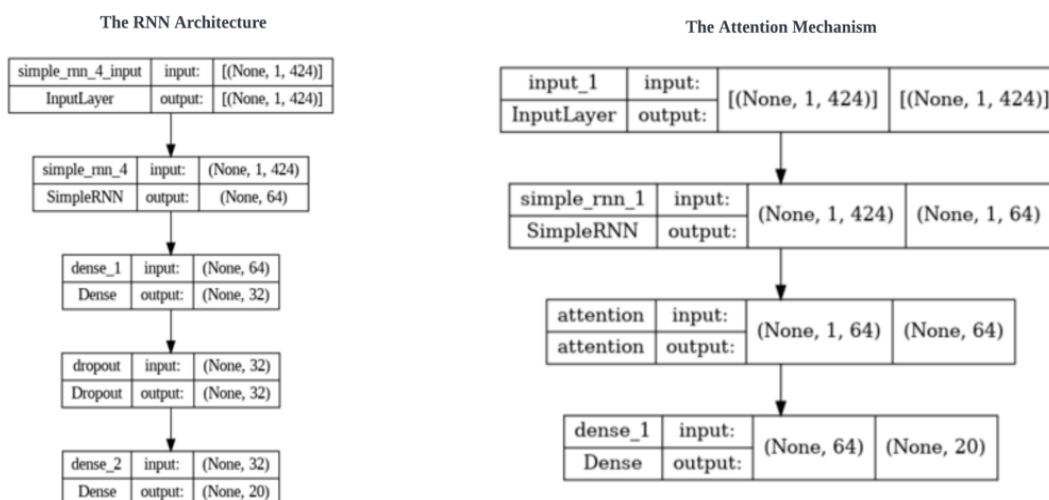 The RNN Architecture
simple_rnn_4_input input: [(None, 1, 424)]
InputLayer output: [(None, 1, 424)]
simple_rnn_4 input: (None, 1, 424)
SimpleRNN output: (None, 64)
dense_1 input: (None, 64)
Dense output: (None, 32)
dropout input: (None, 32)
Dropout output: (None, 32)
dense_2 input: (None, 32)
Dense output: (None, 20)
The Attention Mechanism
input_1 input: [(None, 1, 424)] [(None, 1, 424)]
InputLayer output:
simple_rnn_1 input: (None, 1, 424) (None, 1, 64)
SimpleRNN output:
attention input: (None, 1, 64) (None, 64)
attention output:
dense_1 input: (None, 64) (None, 20)
Dense output: